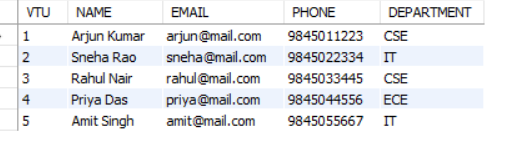 VTU NAME EMAIL PHONE DEPARTMENT
1 Arjun Kumar arjun@mail.com 9845011223 CSE
2 Sneha Rao sneha@mail.com 9845022334 IT
3 Rahul Nair rahul@mail.com 9845033445 CSE
4 Priya Das priya@mail.com 9845044556 ECE
5 Amit Singh amit@mail.com 9845055667 IT